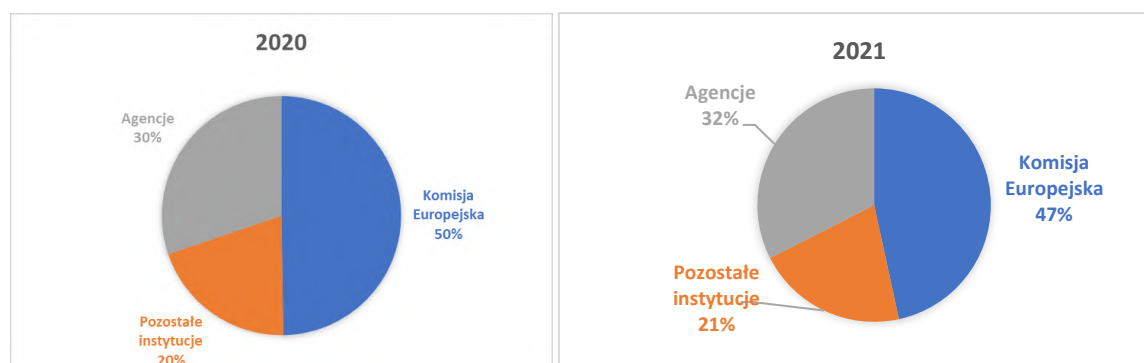 2020
Agencje
30%
Komisja
Europejska
50%
Pozostałe
instytucje
20%
2021
Agencje
32%
Komisja
Europejska
47%
Pozostałe
instytucje
21%